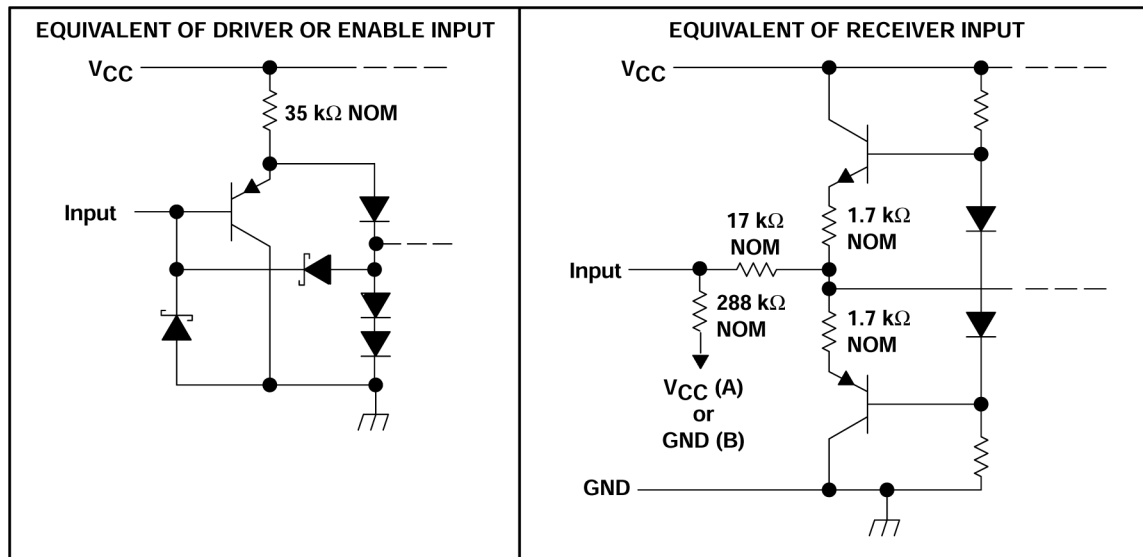 EQUIVALENT OF DRIVER OR ENABLE INPUT
VCC
35 kΩ NOM
Input
EQUIVALENT OF RECEIVER INPUT
VCC
17 kΩ
NOM
1.7 kΩ
NOM
Input
288 kΩ
NOM
1.7 kΩ
NOM
VCC (A)
or
GND (B)
GND